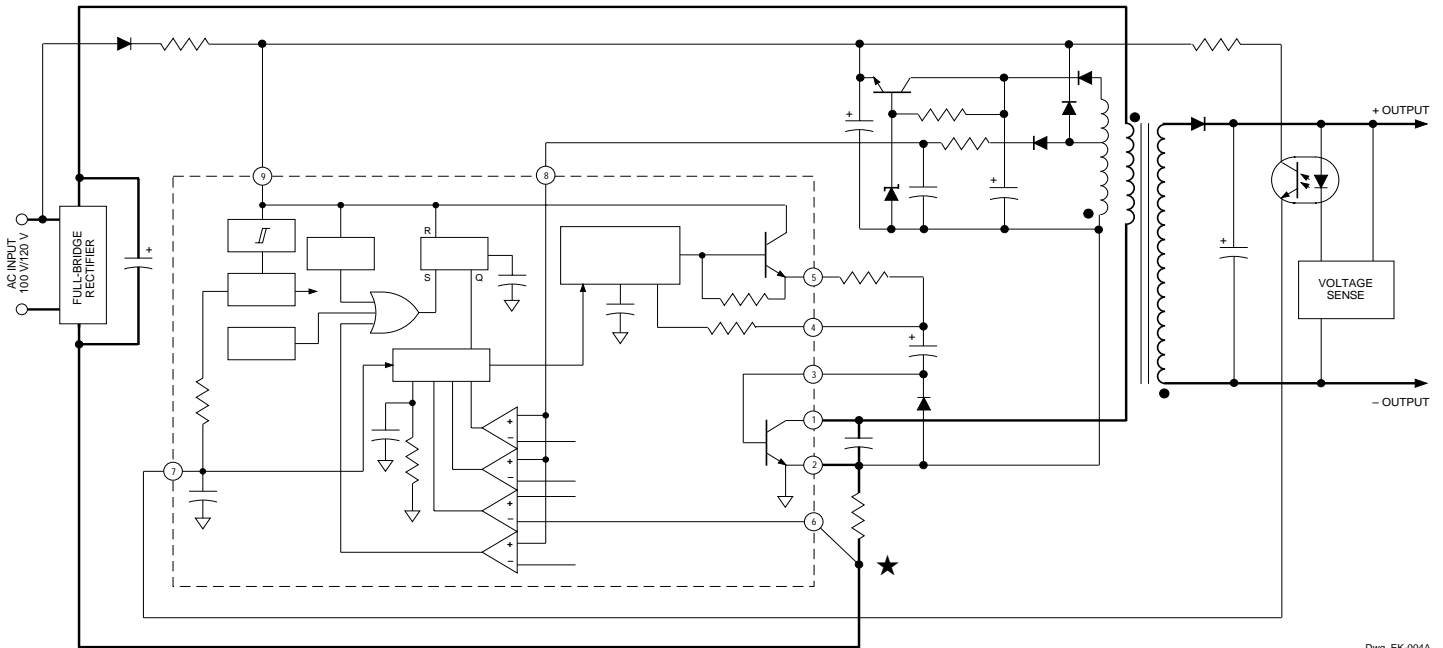 + OUTPUT
+
+
+
9
8
+
AC INPUT
100 V/120 V
FULL-BRIDGE
RECTIFIER
R
S
Q
5
VOLTAGE
SENSE
4
+
3
– OUTPUT
1
+
–
2
+
–
7
+
–
6
+
–
Dwg. EK-004A